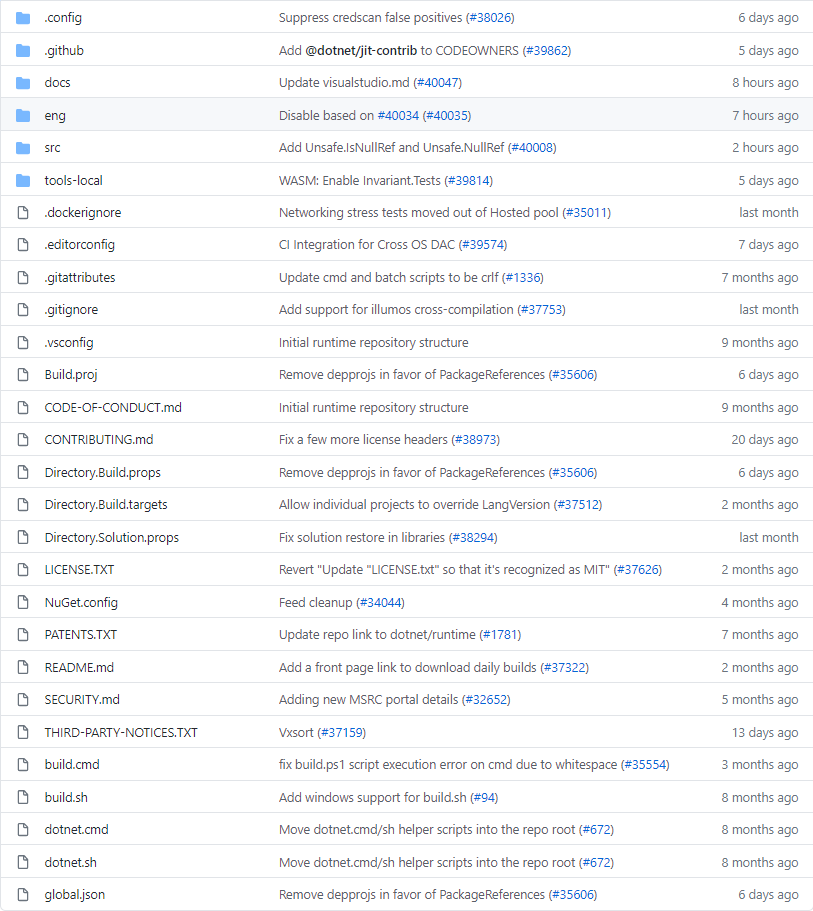 .config Suppress credscan false positives (#38026) 6 days ago
.github Add @dotnet/jit-contrib to CODEOWNERS (#39862) 5 days ago
docs Update visualstudio.md (#40047) 8 hours ago
eng Disable based on #40034 (#40035) 7 hours ago
src Add Unsafe.IsNullRef and Unsafe.NullRef (#40008) 2 hours ago
tools-local WASM: Enable Invariant.Tests (#39814) 5 days ago
.dockerignore Networking stress tests moved out of Hosted pool (#35011) last month
.editorconfig CI Integration for Cross OS DAC (#39574) 7 days ago
.gitattributes Update cmd and batch scripts to be crlf (#1336) 7 months ago
.gitignore Add support for illumos cross-compilation (#37753) last month
.vsconfig Initial runtime repository structure 9 months ago
Build.proj Remove depprojs in favor of PackageReferences (#35606) 6 days ago
CODE-OF-CONDUCT.md Initial runtime repository structure 9 months ago
CONTRIBUTING.md Fix a few more license headers (#38973) 20 days ago
Directory.Build.props Remove depprojs in favor of PackageReferences (#35606) 6 days ago
Directory.Build.targets Allow individual projects to override LangVersion (#37512) 2 months ago
Directory.Solution.props Fix solution restore in libraries (#38294) last month
LICENSE.TXT Revert "Update "LICENSE.txt" so that it's recognized as MIT" (#37626) 2 months ago
NuGet.config Feed cleanup (#34044) 4 months ago
PATENTS.TXT Update repo link to dotnet/runtime (#1781) 7 months ago
README.md Add a front page link to download daily builds (#37322) 2 months ago
SECURITY.md Adding new MSRC portal details (#32652) 5 months ago
THIRD-PARTY-NOTICES.TXT Vxsort (#37159) 13 days ago
build.cmd fix build.ps1 script execution error on cmd due to whitespace (#35554) 3 months ago
build.sh Add windows support for build.sh (#94) 8 months ago
dotnet.cmd Move dotnet.cmd/sh helper scripts into the repo root (#672) 8 months ago
dotnet.sh Move dotnet.cmd/sh helper scripts into the repo root (#672) 8 months ago
global.json Remove depprojs in favor of PackageReferences (#35606) 6 days ago